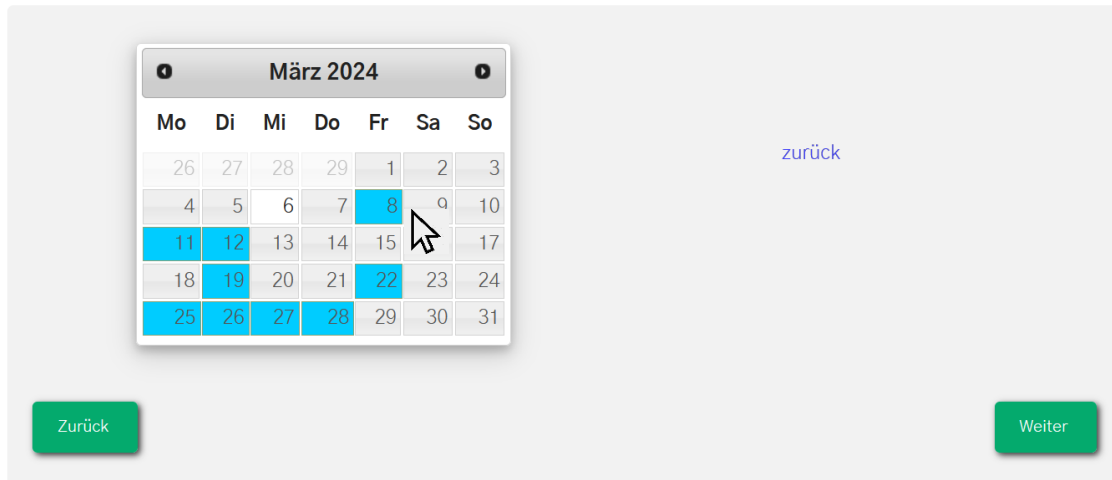 März 2024
Mo Di Mi Do Fr Sa So
26 27 28 29 1 2 3
zurück
4 5 6 7 8 9 10
11 12 13 14 15 17
18 19 20 21 22 23 24
25 26 27 28 29 30 31
Zurück Weiter